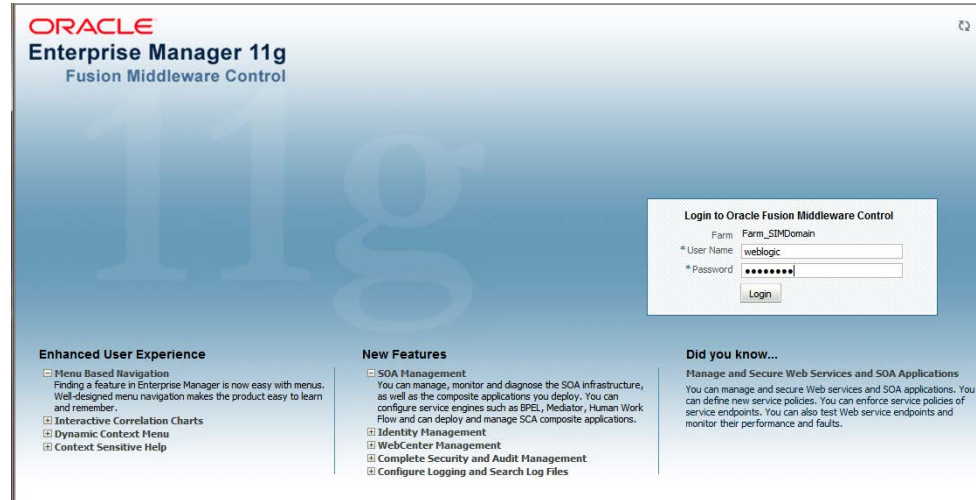 ORACLE
Enterprise Manager 11g
Fusion Middleware Control
11g
Login to Oracle Fusion Middleware Control
Farm Farm_SIMDomain
* User Name weblogic
* Password ••••••••
Login
Enhanced User Experience
Menu Based Navigation
Finding a feature in Enterprise Manager is now easy with menus.
Well-designed menu navigation makes the product easy to learn
and remember.
Interactive Correlation Charts
Dynamic Context Menu
Context Sensitive Help
New Features
SOA Management
You can manage, monitor and diagnose the SOA infrastructure,
as well as the composite applications you deploy. You can
configure service engines such as BPEL, Mediator, Human Work
Flow and can deploy and manage SCA composite applications.
Identity Management
WebCenter Management
Complete Security and Audit Management
Configure Logging and Search Log Files
Did you know...
Manage and Secure Web Services and SOA Applications
You can manage and secure Web services and SOA applications. You
can define new service policies. You can enforce service policies of
service endpoints. You can also test Web service endpoints and
monitor their performance and faults.